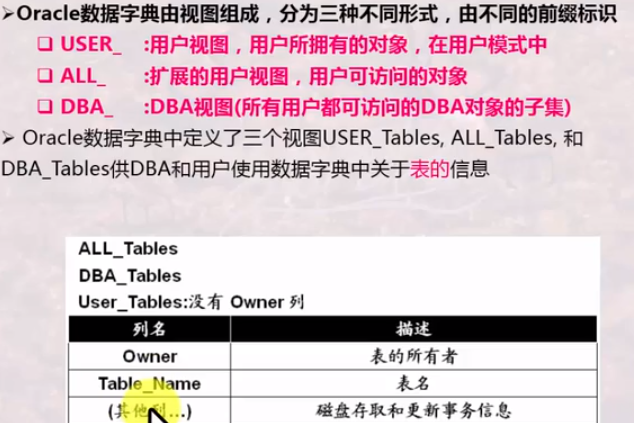 ➢Oracle数据字典由视图组成，分为三种不同形式，由不同的前缀标识
❑ USER_ :用户视图，用户所拥有的对象，在用户模式中
❑ ALL_ :扩展的用户视图，用户可访问的对象
❑ DBA_ :DBA视图(所有用户都可访问的DBA对象的子集)
➢ Oracle数据字典中定义了三个视图USER_Tables, ALL_Tables, 和
DBA_Tables供DBA和用户使用数据字典中关于表的信息
ALL_Tables
DBA_Tables
User_Tables:没有 Owner 列
列名 描述
Owner 表的所有者
Table_Name 表名
(其他列...) 磁盘存取和更新事务信息